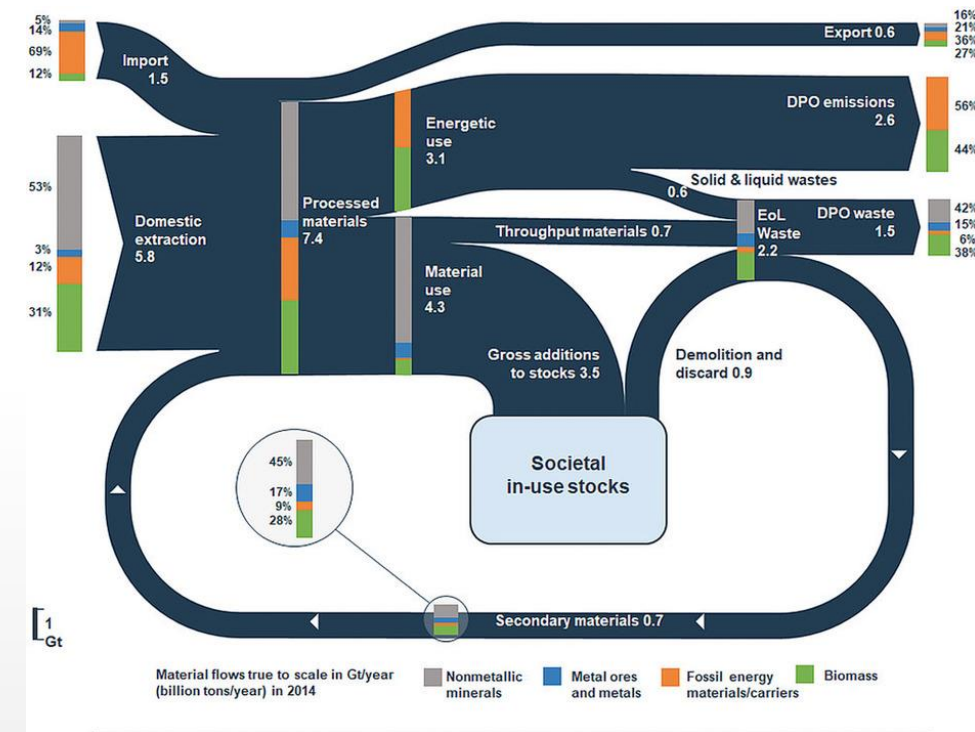 5%
14%
69%
12%
Import
1.5
Export 0.6
16%
21%
36%
27%
53%
3%
12%
31%
Domestic
extraction
5.8
Processed
materials
7.4
Energetic
use
3.1
DPO emissions
2.6
56%
44%
Solid & liquid wastes
0.6
Throughput materials 0.7
EoL
Waste
2.2
DPO waste
1.5
42%
15%
6%
38%
Material
use
4.3
Gross additions
to stocks 3.5
Demolition and
discard 0.9
Societal
in-use stocks
45%
17%
9%
28%
Secondary materials 0.7
1
Gt
Material flows true to scale in Gt/year
(billion tons/year) in 2014
Nonmetallic
minerals
Metal ores
and metals
Fossil energy
materials/carriers
Biomass